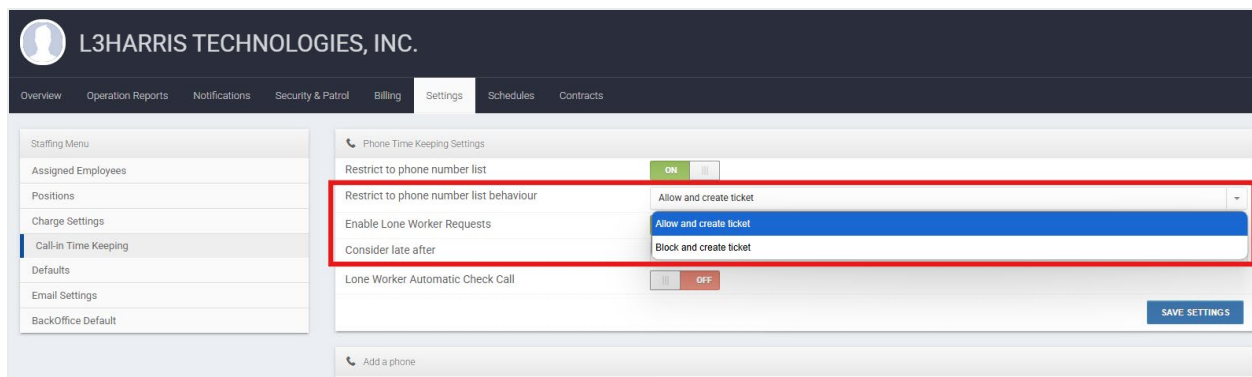 L3HARRIS TECHNOLOGIES, INC.
Overview Operation Reports Notifications Security & Patrol Billing Settings Schedules Contracts
Staffing Menu
Assigned Employees
Positions
Charge Settings
Call-in Time Keeping
Defaults
Email Settings
BackOffice Default
Phone Time Keeping Settings
Restrict to phone number list ON
Restrict to phone number list behaviour Allow and create ticket
Enable Lone Worker Requests Allow and create ticket
Consider late after Block and create ticket
Lone Worker Automatic Check Call OFF
SAVE SETTINGS
Add a phone